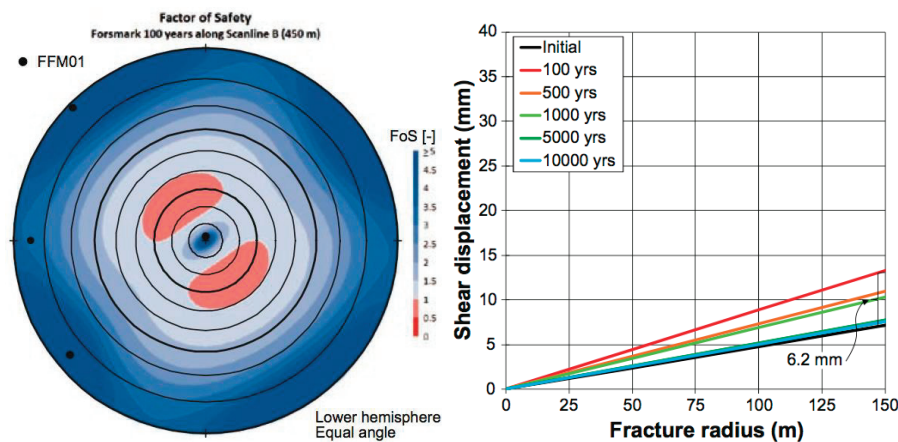 Factor of Safety
Forsmark 100 years along Scanline B (450 m)
FFM01
FoS [-]
≥5
4.5
4
3.5
3
2.5
2
1.5
1
0.5
0
Lower hemisphere
Equal angle
Shear displacement (mm)
40
35
30
25
20
15
10
5
0
Initial
100 yrs
500 yrs
1000 yrs
5000 yrs
10000 yrs
6.2 mm
0 25 50 75 100 125 150
Fracture radius (m)